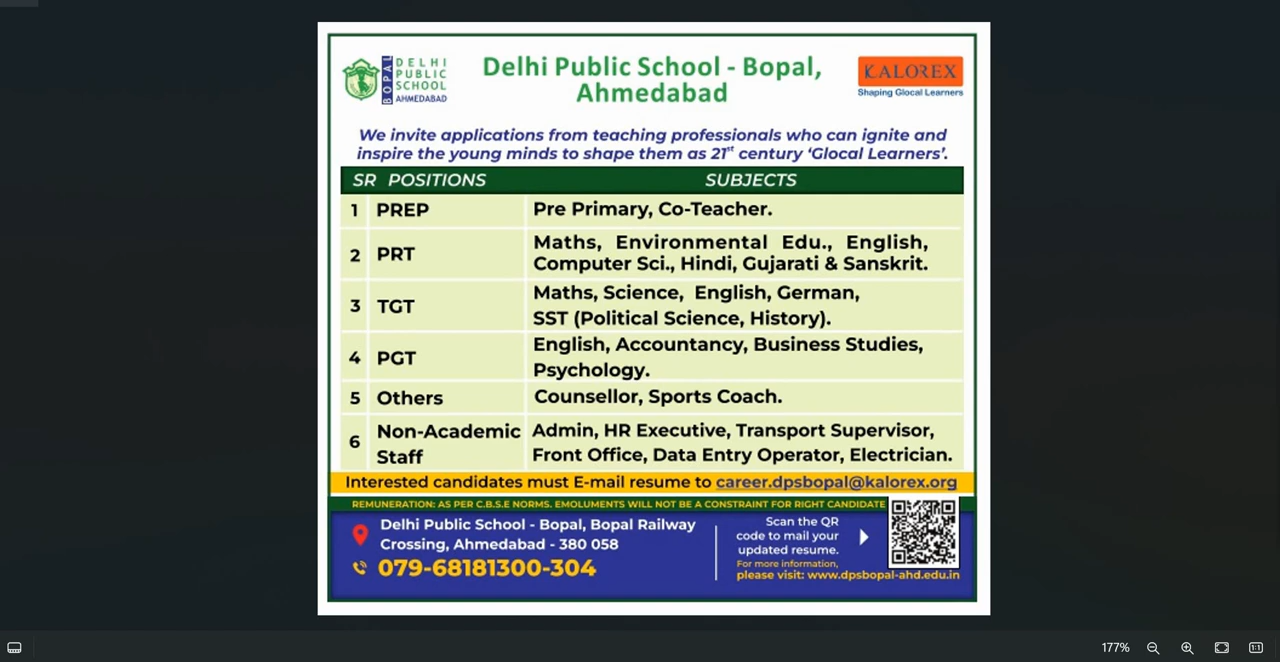 BOPAL
DELHI
PUBLIC
SCHOOL
AHMEDABAD
Delhi Public School - Bopal,
Ahmedabad
KALOREX
Shaping Glocal Learners
We invite applications from teaching professionals who can ignite and
inspire the young minds to shape them as 21st century ‘Glocal Learners’.
SR POSITIONS SUBJECTS
1 PREP Pre Primary, Co-Teacher.
2 PRT Maths, Environmental Edu., English,
Computer Sci., Hindi, Gujarati & Sanskrit.
3 TGT Maths, Science, English, German,
SST (Political Science, History).
4 PGT English, Accountancy, Business Studies,
Psychology.
5 Others Counsellor, Sports Coach.
6 Non-Academic Staff Admin, HR Executive, Transport Supervisor,
Front Office, Data Entry Operator, Electrician.
Interested candidates must E-mail resume to career.dpsbopal@kalorex.org
REMUNERATION: AS PER C.B.S.E NORMS. EMOLUMENTS WILL NOT BE A CONSTRAINT FOR RIGHT CANDIDATE
Delhi Public School - Bopal, Bopal Railway
Crossing, Ahmedabad - 380 058
079-68181300-304
Scan the QR
code to mail your
updated resume.
For more information,
please visit: www.dpsbopal-ahd.edu.in
177%
1:1